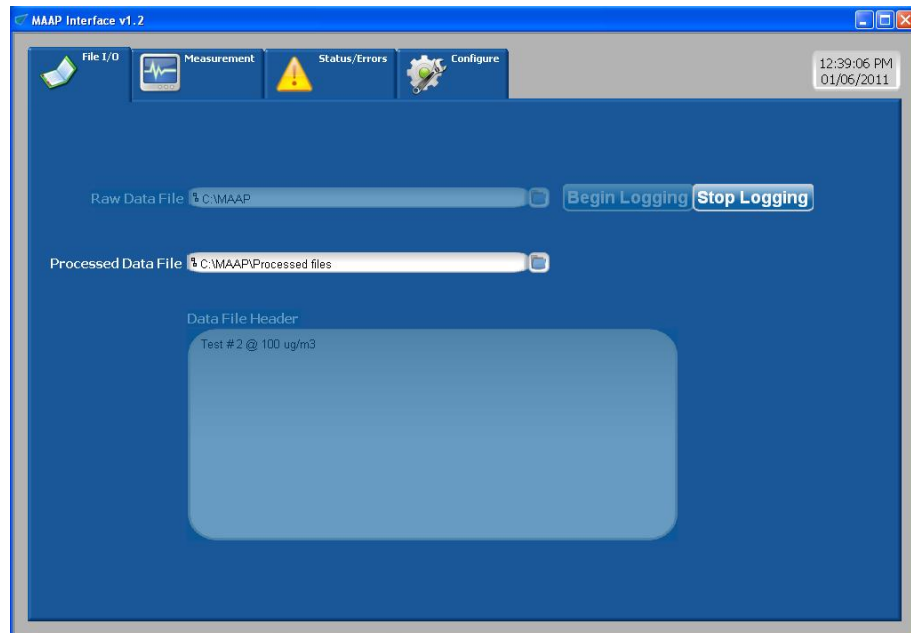 MAAP Interface v1.2
File I/O
Measurement
Status/Errors
Configure
12:39:06 PM
01/06/2011
Raw Data File C:\MAAP
Begin Logging
Stop Logging
Processed Data File C:\MAAP\Processed files
Data File Header
Test # 2 @ 100 ug/m3